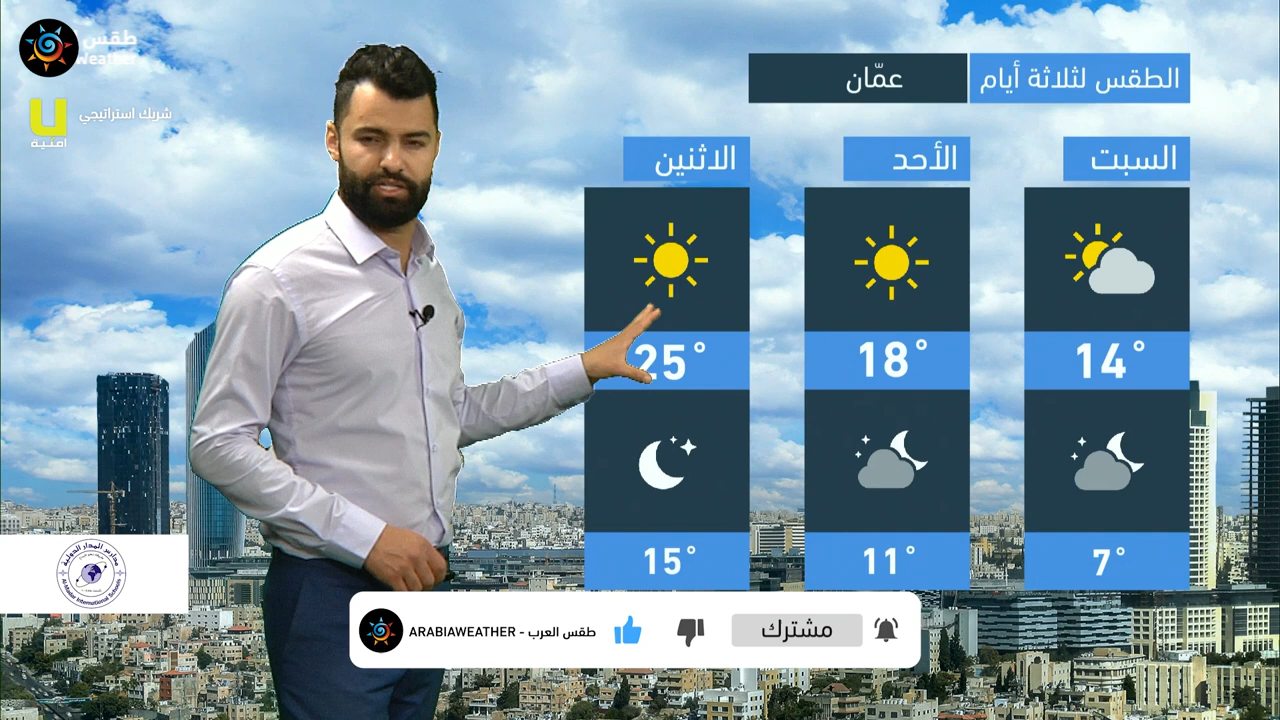 طقس
Weather
شريك استراتيجي
أمنية
الطقس لثلاثة أيام
عمّان
السبت
الأحد
الاثنين
14°
18°
25°
7°
11°
15°
ARABIAWEATHER - طقس العرب
مشترك